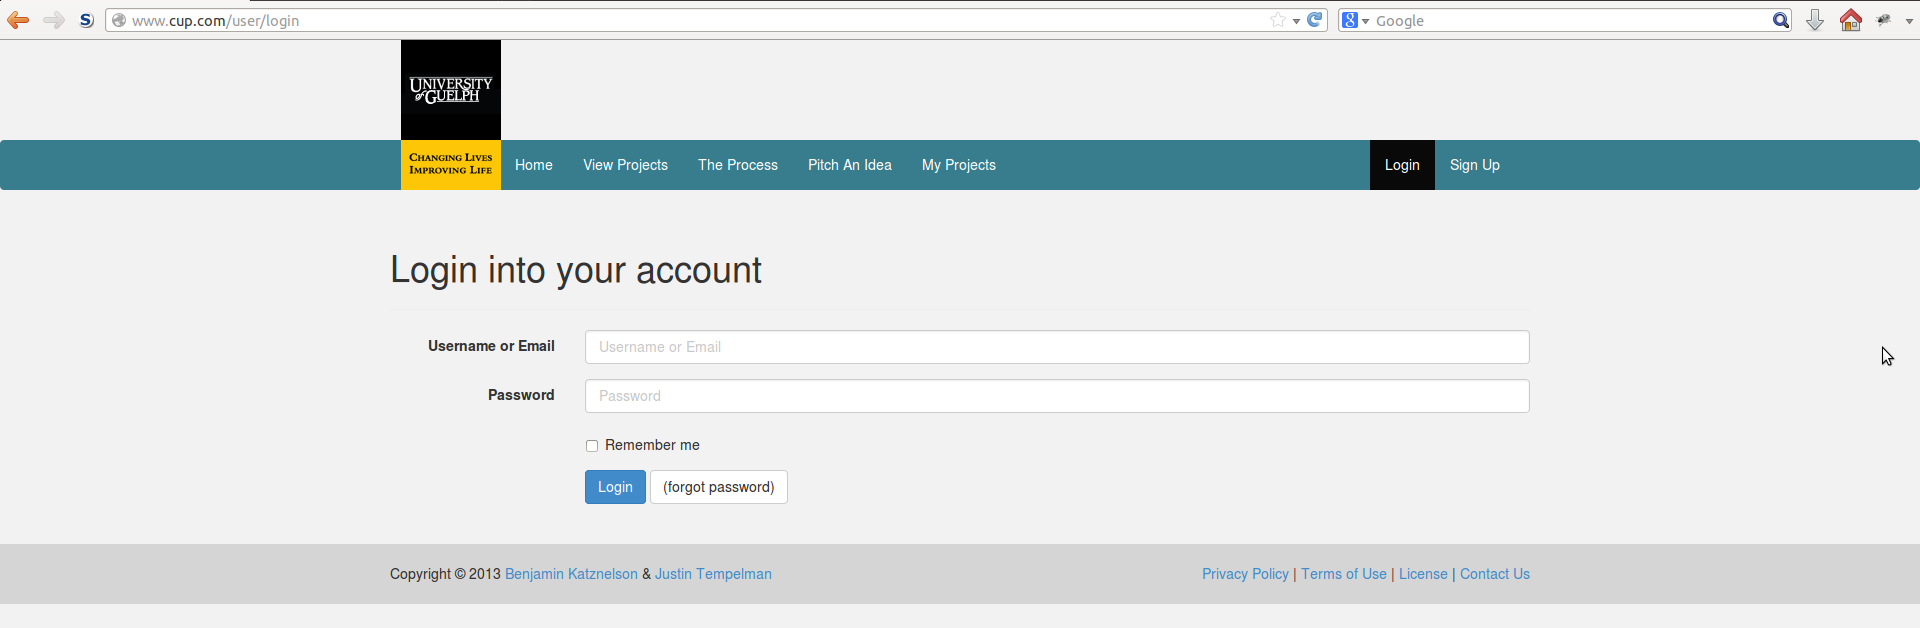 www.cup.com/user/login
Google
UNIVERSITY
of GUELPH
CHANGING LIVES
IMPROVING LIFE
Home View Projects The Process Pitch An Idea My Projects Login Sign Up
Login into your account
Username or Email Username or Email
Password Password
Remember me
Login (forgot password)
Copyright © 2013 Benjamin Katznelson & Justin Tempelman Privacy Policy | Terms of Use | License | Contact Us